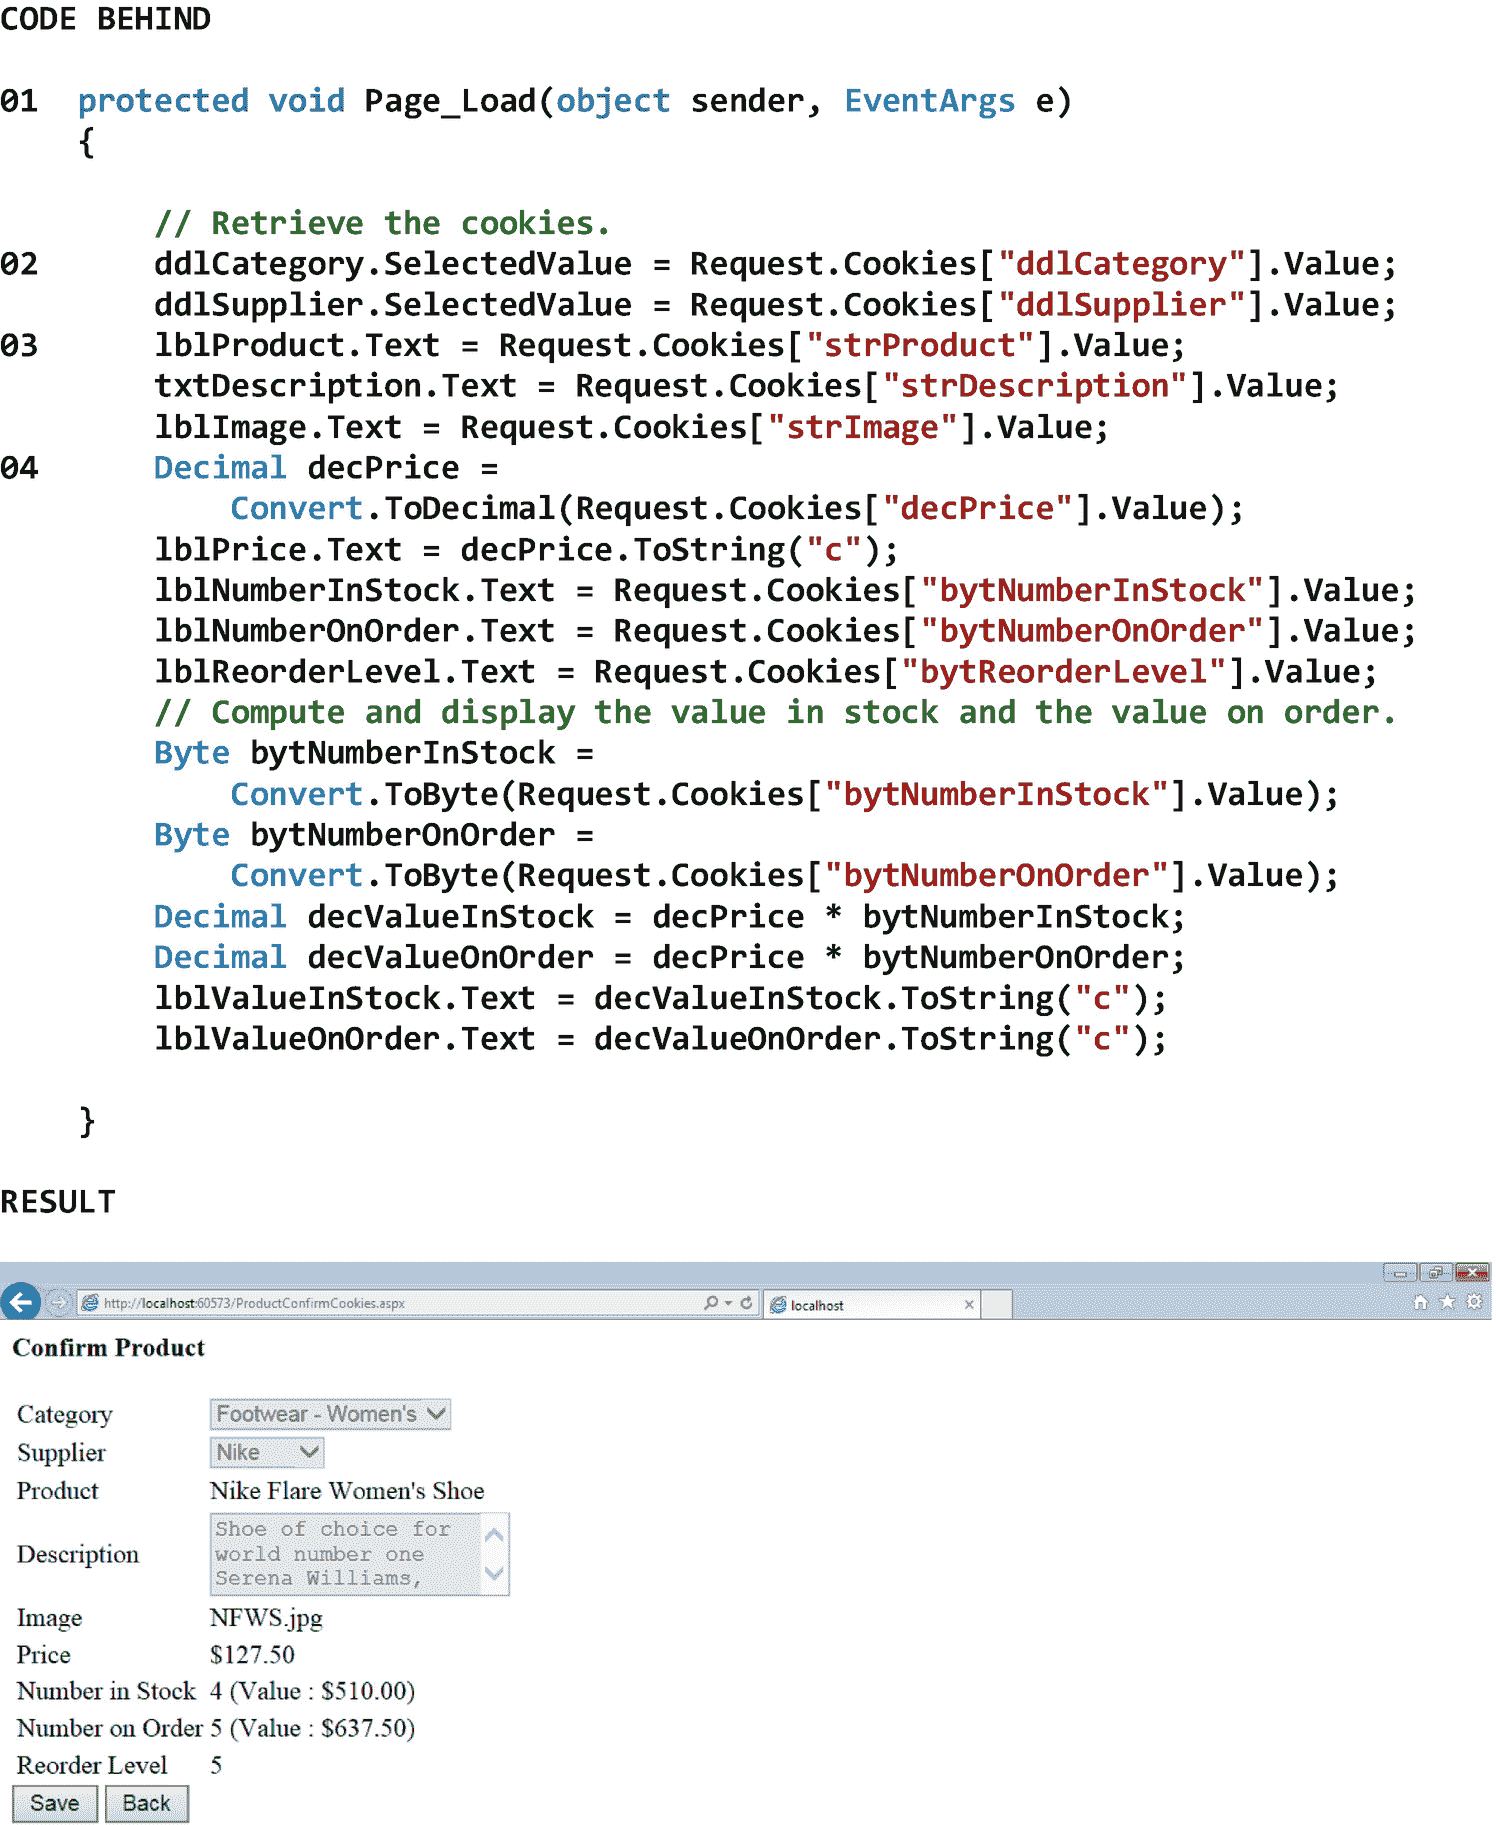 CODE BEHIND
01 protected void Page_Load(object sender, EventArgs e)
{
// Retrieve the cookies.
02 ddlCategory.SelectedValue = Request.Cookies["ddlCategory"].Value;
ddlSupplier.SelectedValue = Request.Cookies["ddlSupplier"].Value;
03 lblProduct.Text = Request.Cookies["strProduct"].Value;
txtDescription.Text = Request.Cookies["strDescription"].Value;
lblImage.Text = Request.Cookies["strImage"].Value;
04 Decimal decPrice =
Convert.ToDecimal(Request.Cookies["decPrice"].Value);
lblPrice.Text = decPrice.ToString("c");
lblNumberInStock.Text = Request.Cookies["bytNumberInStock"].Value;
lblNumberOnOrder.Text = Request.Cookies["bytNumberOnOrder"].Value;
lblReorderLevel.Text = Request.Cookies["bytReorderLevel"].Value;
// Compute and display the value in stock and the value on order.
Byte bytNumberInStock =
Convert.ToByte(Request.Cookies["bytNumberInStock"].Value);
Byte bytNumberOnOrder =
Convert.ToByte(Request.Cookies["bytNumberOnOrder"].Value);
Decimal decValueInStock = decPrice * bytNumberInStock;
Decimal decValueOnOrder = decPrice * bytNumberOnOrder;
lblValueInStock.Text = decValueInStock.ToString("c");
lblValueOnOrder.Text = decValueOnOrder.ToString("c");
}
RESULT
http://localhost:60573/ProductConfirmCookies.aspx localhost
Confirm Product
Category Footwear - Women's
Supplier Nike
Product Nike Flare Women's Shoe
Description Shoe of choice for
world number one
Serena Williams,
Image NFWS.jpg
Price $127.50
Number in Stock 4 (Value : $510.00)
Number on Order 5 (Value : $637.50)
Reorder Level 5
Save Back